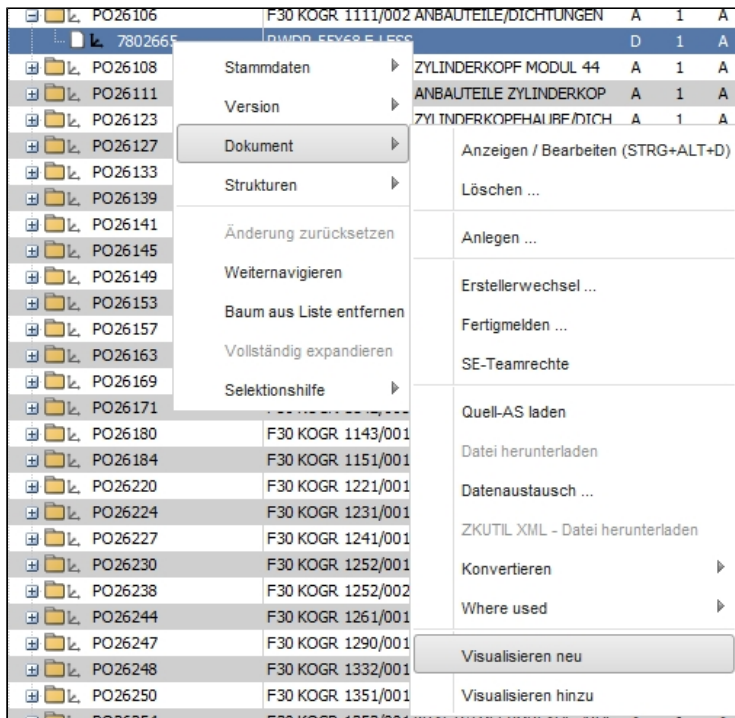 PO26106 F30 KOGR 1111/002 ANBAUTEILE/DICHTUNGEN A 1 A
7802665 D 1 A
PO26108 ZYLINDERKOPF MODUL 44 A 1 A
PO26111 ANBAUTEILE ZYLINDERKOP A 1 A
PO26123 ZYLINDERKOPFHAUBE/DICH A 1 A
PO26127
PO26133
PO26139
PO26141
PO26145
PO26149
PO26153
PO26157
PO26163
PO26169
PO26171
PO26180 F30 KOGR 1143/001
PO26184 F30 KOGR 1151/001
PO26220 F30 KOGR 1221/001
PO26224 F30 KOGR 1231/001
PO26227 F30 KOGR 1241/001
PO26230 F30 KOGR 1252/001
PO26238 F30 KOGR 1252/002
PO26244 F30 KOGR 1261/001
PO26247 F30 KOGR 1290/001
PO26248 F30 KOGR 1332/001
PO26250 F30 KOGR 1351/001
Stammdaten
Version
Dokument
Strukturen
Änderung zurücksetzen
Weiternavigieren
Baum aus Liste entfernen
Vollständig expandieren
Selektionshilfe
Anzeigen / Bearbeiten (STRG+ALT+D)
Löschen ...
Anlegen ...
Erstellerwechsel ...
Fertigmelden ...
SE-Teamrechte
Quell-AS laden
Datei herunterladen
Datenaustausch ...
ZKUTIL XML - Datei herunterladen
Konvertieren
Where used
Visualisieren neu
Visualisieren hinzu